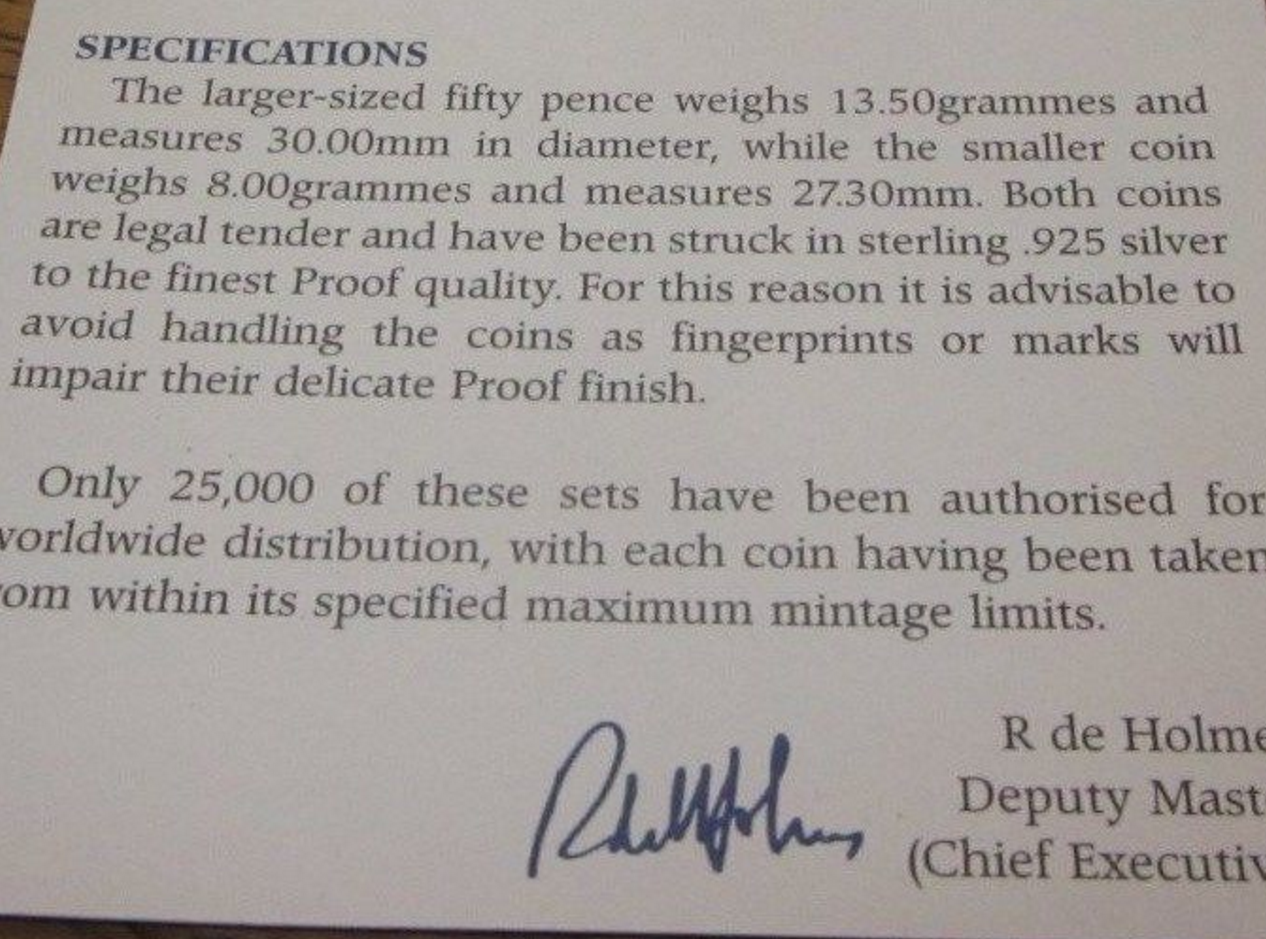 SPECIFICATIONS
The larger-sized fifty pence weighs 13.50grammes and
measures 30.00mm in diameter, while the smaller coin
weighs 8.00grammes and measures 27.30mm. Both coins
are legal tender and have been struck in sterling .925 silver
to the finest Proof quality. For this reason it is advisable to
avoid handling the coins as fingerprints or marks will
impair their delicate Proof finish.
Only 25,000 of these sets have been authorised for
worldwide distribution, with each coin having been taken
om within its specified maximum mintage limits.
R de Holme
Deputy Mast
(Chief Executiv